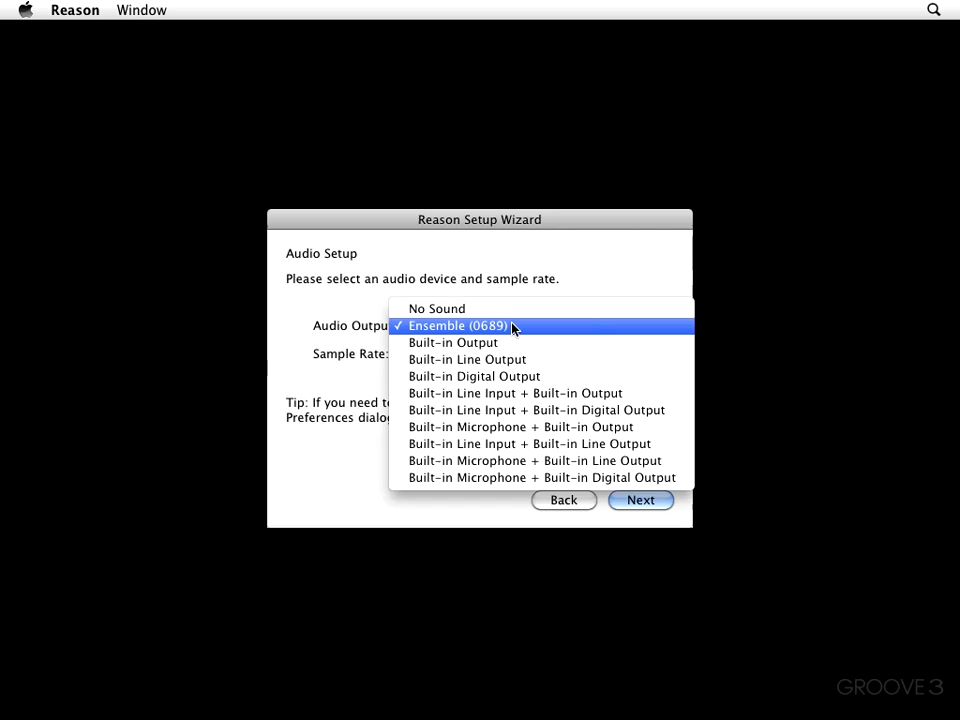 Reason Window
Reason Setup Wizard
Audio Setup
Please select an audio device and sample rate.
No Sound
Audio Outpu ✓ Ensemble (0689)
Built-in Output
Sample Rate: Built-in Line Output
Built-in Digital Output
Built-in Line Input + Built-in Output
Tip: If you need to Built-in Line Input + Built-in Digital Output
Preferences dialog Built-in Microphone + Built-in Output
Built-in Line Input + Built-in Line Output
Built-in Microphone + Built-in Line Output
Built-in Microphone + Built-in Digital Output
Back Next
GROOVE3